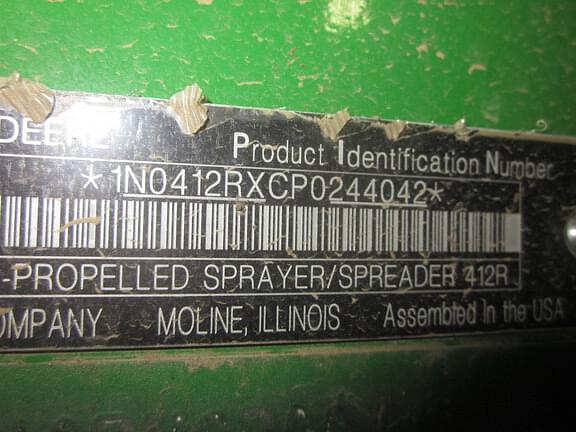 DEERE
Product Identification Number
*1N0412RXCP0244042*
-PROPELLED SPRAYER/SPREADER 412R
OMPANY MOLINE, ILLINOIS Assembled in the USA